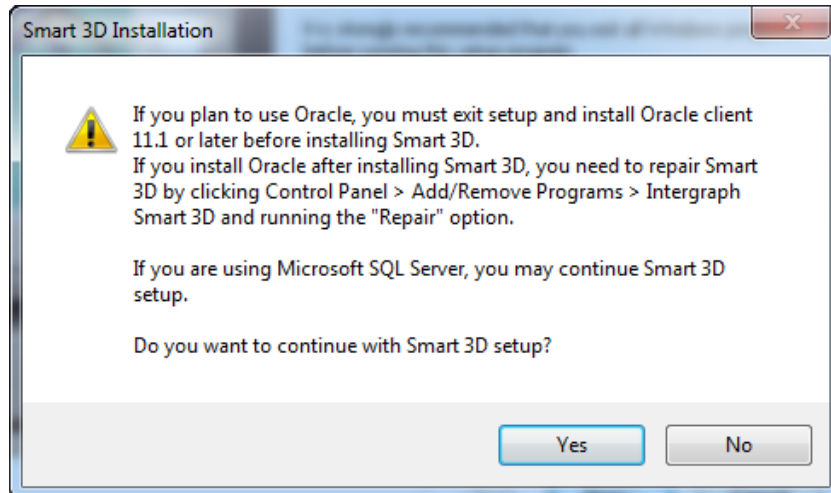 Smart 3D Installation
If you plan to use Oracle, you must exit setup and install Oracle client
11.1 or later before installing Smart 3D.
If you install Oracle after installing Smart 3D, you need to repair Smart
3D by clicking Control Panel > Add/Remove Programs > Intergraph
Smart 3D and running the "Repair" option.
If you are using Microsoft SQL Server, you may continue Smart 3D
setup.
Do you want to continue with Smart 3D setup?
Yes
No